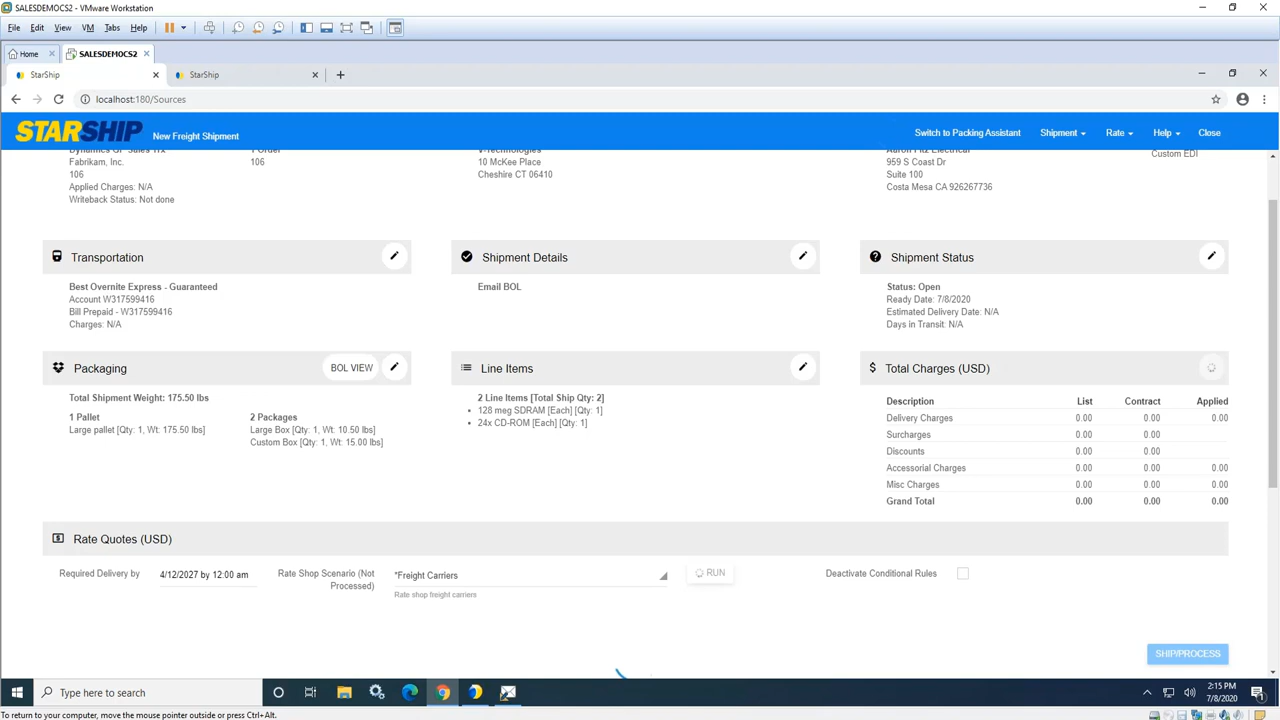 SALESDEMOCS2 - VMware Workstation
File Edit View VM Tabs Help
Home SALESDEMOCS2
StarShip StarShip
localhost:180/Sources
STARSHIP New Freight Shipment Switch to Packing Assistant Shipment Rate Help Close
Dynamics GP Sales Trx 1 Order V-Technologies Aaron Fitz Electrical Custom EDI
Fabrikam, Inc. 106 10 McKee Place 959 S Coast Dr
106 Cheshire CT 06410 Suite 100
Applied Charges: N/A Costa Mesa CA 926267736
Writeback Status: Not done
Transportation Shipment Details Shipment Status
Best Overnite Express - Guaranteed Email BOL Status: Open
Account W317599416 Ready Date: 7/8/2020
Bill Prepaid - W317599416 Estimated Delivery Date: N/A
Charges: N/A Days in Transit: N/A
Packaging BOL VIEW Line Items Total Charges (USD)
Total Shipment Weight: 175.50 lbs 2 Line Items [Total Ship Qty: 2] Description List Contract Applied
1 Pallet 2 Packages 128 meg SDRAM [Each] [Qty: 1] Delivery Charges 0.00 0.00 0.00
Large pallet [Qty: 1, Wt: 175.50 lbs] Large Box [Qty: 1, Wt: 10.50 lbs] 24x CD-ROM [Each] [Qty: 1] Surcharges 0.00 0.00
Custom Box [Qty: 1, Wt: 15.00 lbs] Discounts 0.00 0.00
Accessorial Charges 0.00 0.00 0.00
Misc Charges 0.00 0.00 0.00
Grand Total 0.00 0.00 0.00
Rate Quotes (USD)
Required Delivery by 4/12/2027 by 12:00 am Rate Shop Scenario (Not Processed) *Freight Carriers RUN Deactivate Conditional Rules
Rate shop freight carriers
SHIP/PROCESS
Type here to search 2:15 PM
7/8/2020
To return to your computer, move the mouse pointer outside or press Ctrl+Alt.